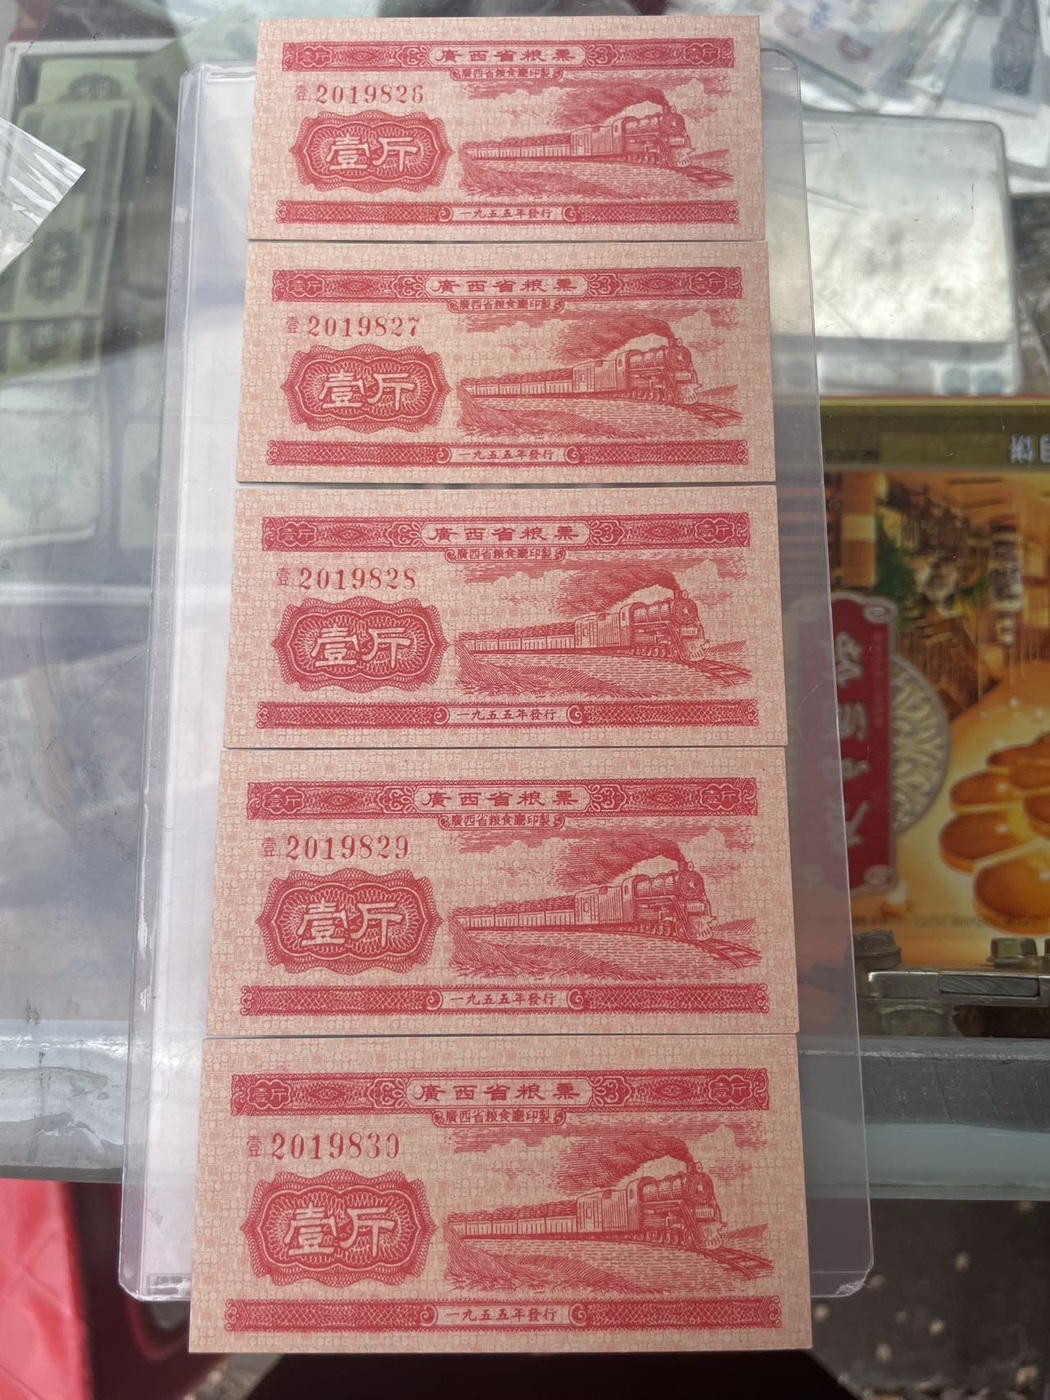 廣西省粮票
廣西省粮食廳印製
壹 2019826
壹斤
一九五五年發行
廣西省粮票
廣西省粮食廳印製
壹 2019827
壹斤
一九五五年發行
廣西省粮票
廣西省粮食廳印製
壹 2019828
壹斤
一九五五年發行
廣西省粮票
廣西省粮食廳印製
壹 2019829
壹斤
一九五五年發行
廣西省粮票
廣西省粮食廳印製
壹 2019830
壹斤
一九五五年發行